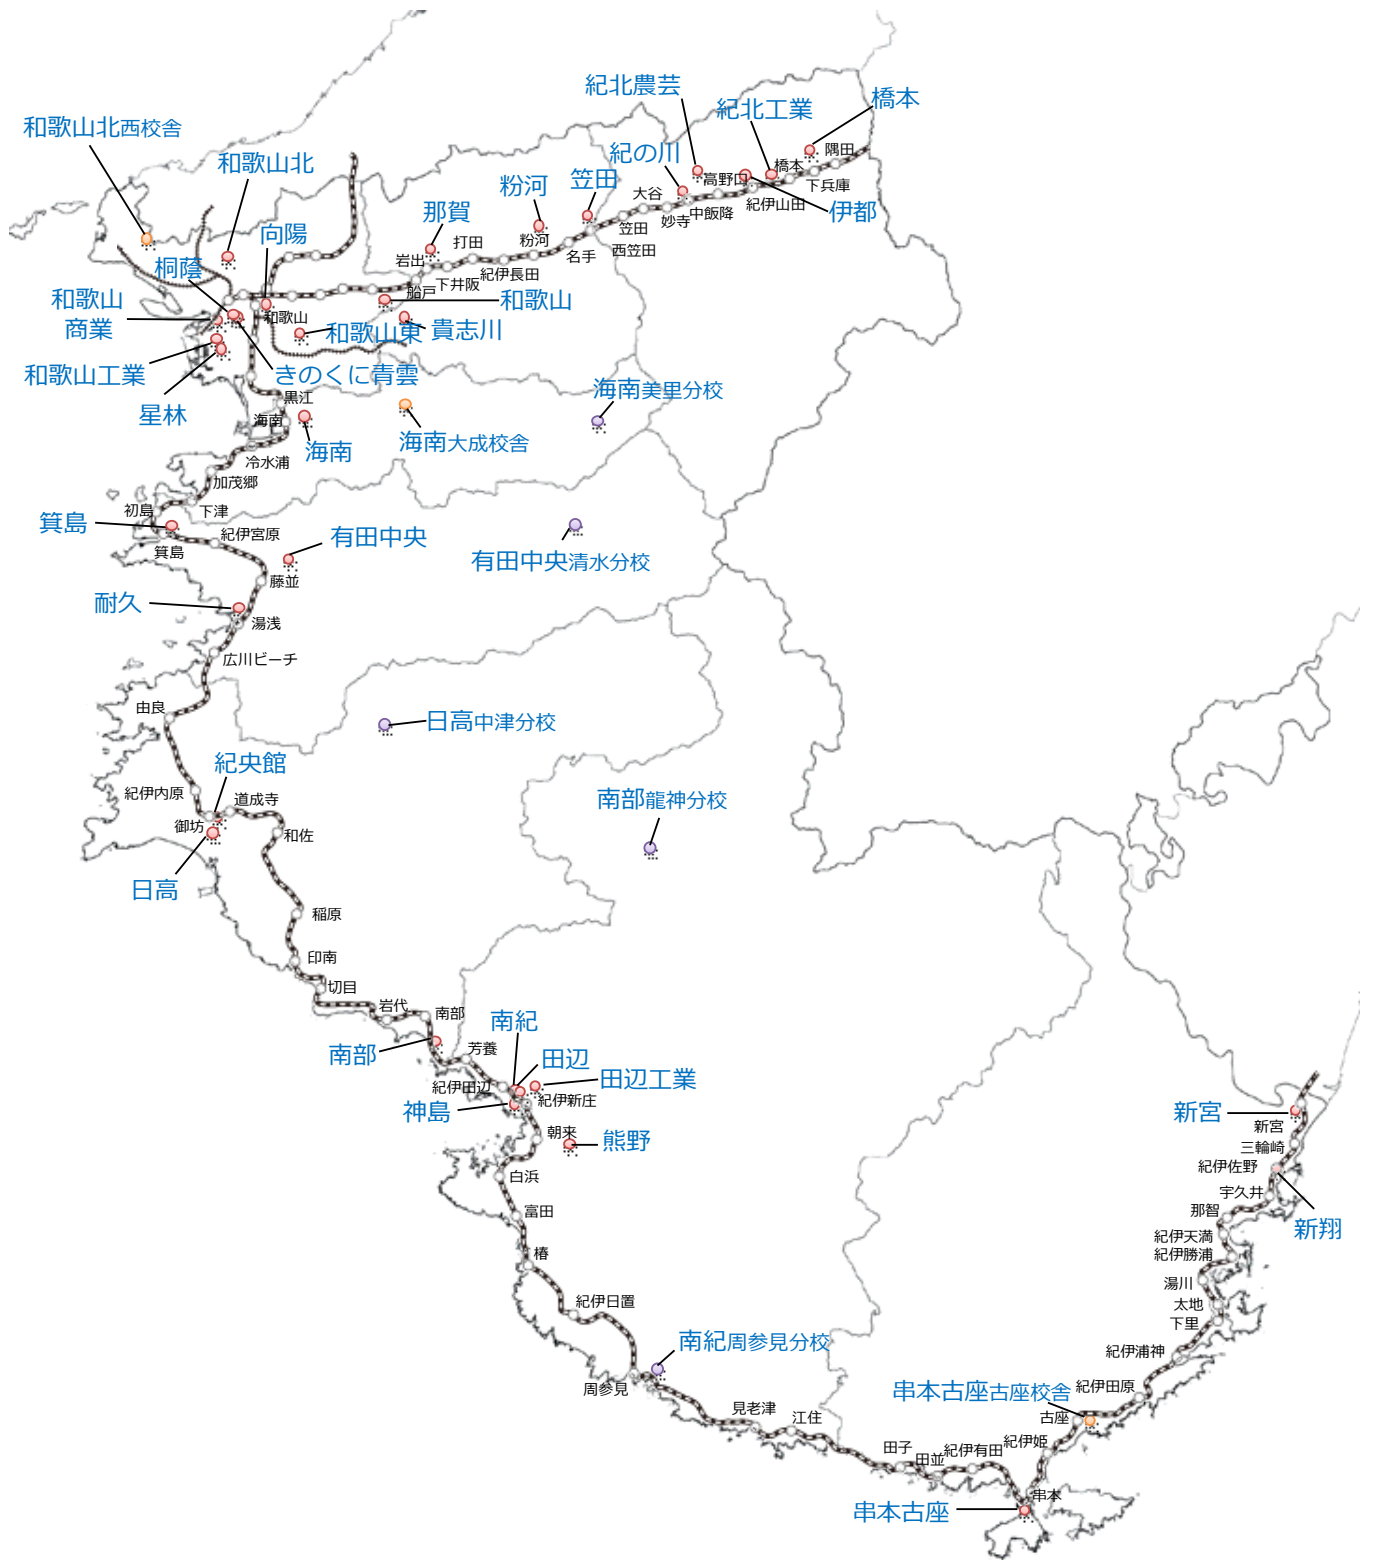 紀北農芸
橋本
紀北工業
和歌山北西校舎
和歌山北
紀の川
隅田
橋本
高野口
下兵庫
笠田
粉河
大谷
伊都
紀伊山田
中飯降
妙寺
那賀
笠田
西笠田
向陽
打田
粉河
名手
岩出
紀伊長田
桐蔭
下井阪
船戸
和歌山
商業
和歌山
和歌山
和歌山東
貴志川
和歌山工業
きのくに青雲
星林
黒江
海南美里分校
海南
海南大成校舎
海南
冷水浦
加茂郷
初島
下津
箕島
紀伊宮原
有田中央
箕島
有田中央清水分校
藤並
耐久
湯浅
広川ビーチ
由良
日高中津分校
紀央館
紀伊内原
道成寺
南部龍神分校
御坊
和佐
日高
稲原
印南
切目
岩代
南部
南紀
芳養
南部
田辺
田辺工業
紀伊田辺
紀伊新庄
神島
朝来
熊野
新宮
新宮
三輪崎
紀伊佐野
白浜
宇久井
富田
那智
新翔
紀伊天満
椿
紀伊勝浦
湯川
紀伊日置
太地
下里
南紀周参見分校
紀伊浦神
周参見
串本古座古座校舎
紀伊田原
見老津
江住
古座
紀伊姫
田子
田並
紀伊有田
串本
串本古座